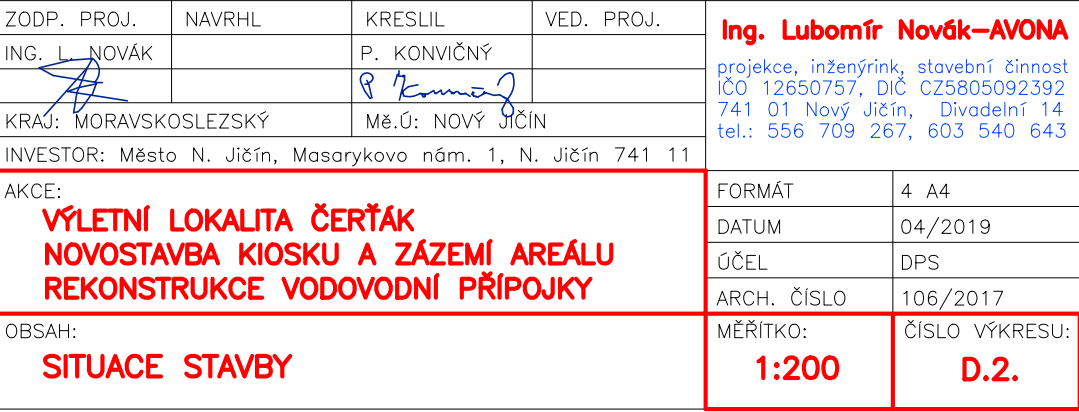 ZODP. PROJ. NAVRHL KRESLIL VED. PROJ.
ING. L. NOVÁK P. KONVIČNÝ
P Konvičný
KRAJ: MORAVSKOSLEZSKÝ Mě.Ú: NOVÝ JIČÍN
INVESTOR: Město N. Jičín, Masarykovo nám. 1, N. Jičín 741 11
Ing. Lubomír Novák–AVONA
projekce, inženýrink, stavební činnost
IČO 12650757, DIČ CZ5805092392
741 01 Nový Jičín, Divadelní 14
tel.: 556 709 267, 603 540 643
AKCE:
VÝLETNÍ LOKALITA ČERŤÁK
NOVOSTAVBA KIOSKU A ZÁZEMÍ AREÁLU
REKONSTRUKCE VODOVODNÍ PŘÍPOJKY
FORMÁT 4 A4
DATUM 04/2019
ÚČEL DPS
ARCH. ČÍSLO 106/2017
OBSAH:
SITUACE STAVBY
MĚŘÍTKO:
1:200
ČÍSLO VÝKRESU:
D.2.